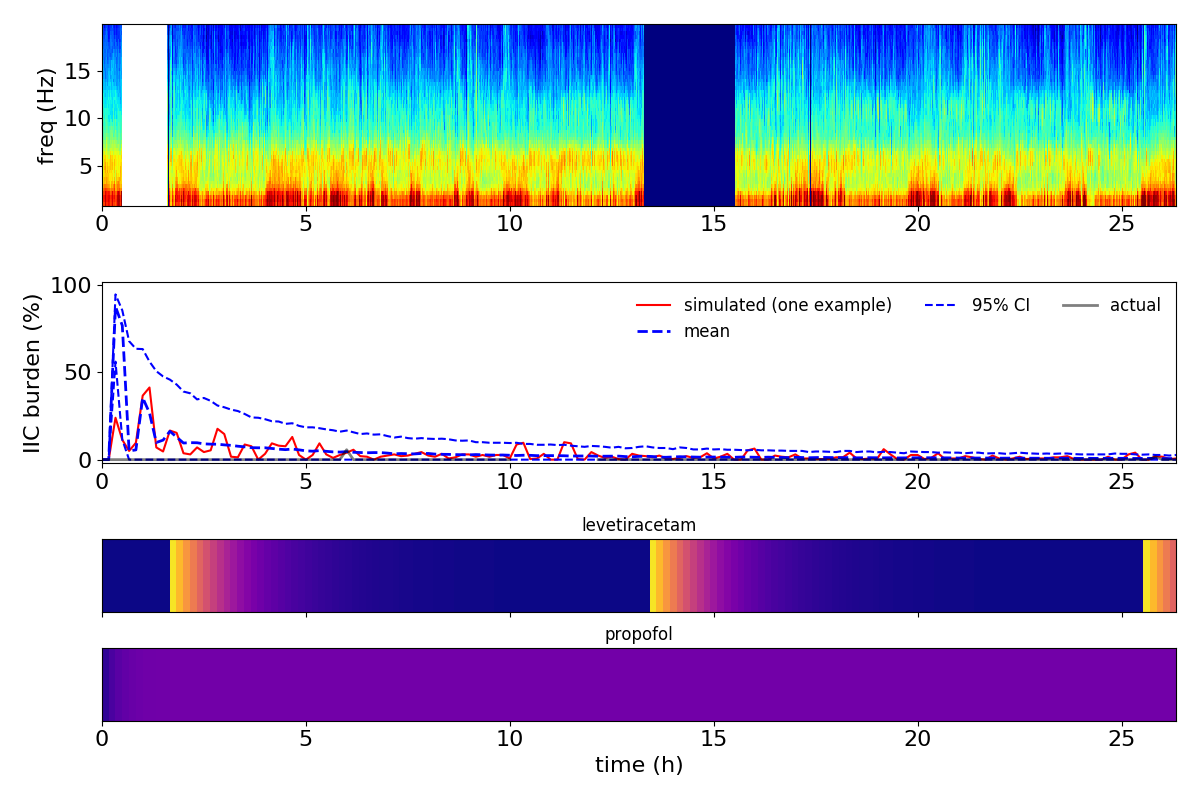 15
10
5
freq (Hz)
0 5 10 15 20 25
100
50
0
IIC burden (%)
simulated (one example)
mean
95% CI
actual
0 5 10 15 20 25
levetiracetam
propofol
0 5 10 15 20 25
time (h)